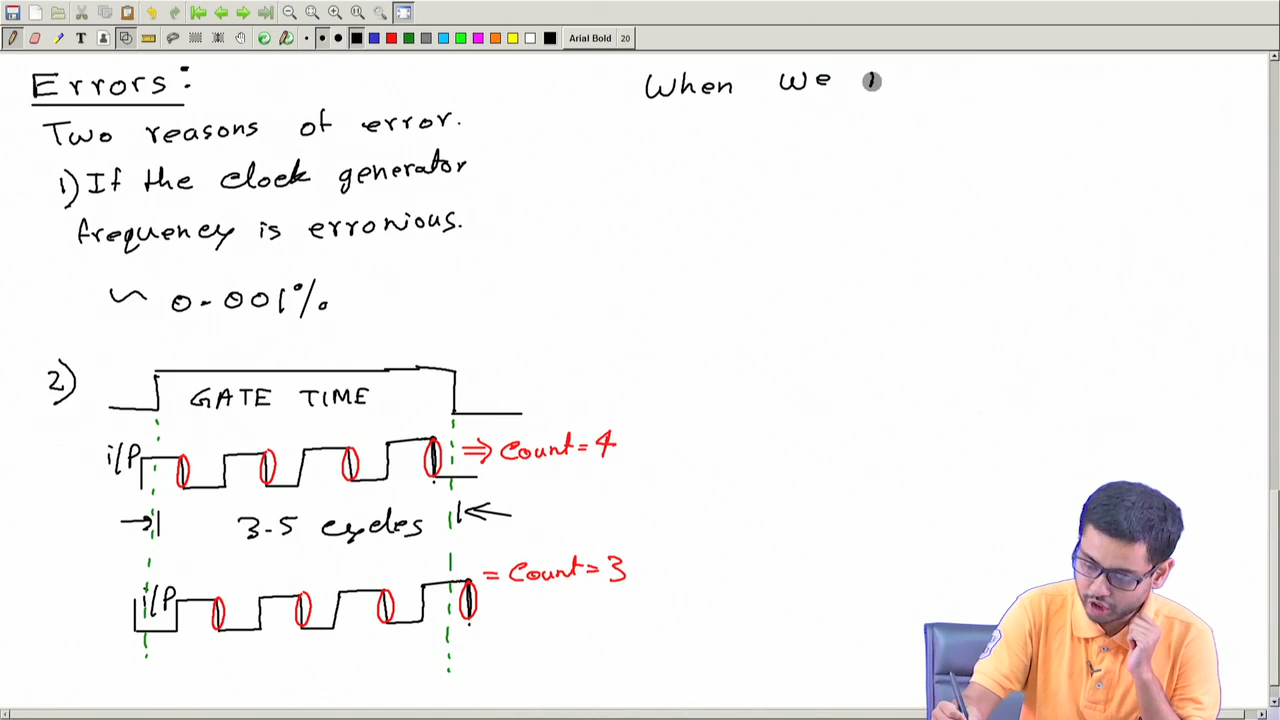 Arial Bold 20
Errors:
Two reasons of error.
1) If the clock generator
frequency is erronious.
~ 0.001%
2)
GATE TIME
i/P
⇒ Count=4
3.5 cycles
i/P
= Count=3
When we